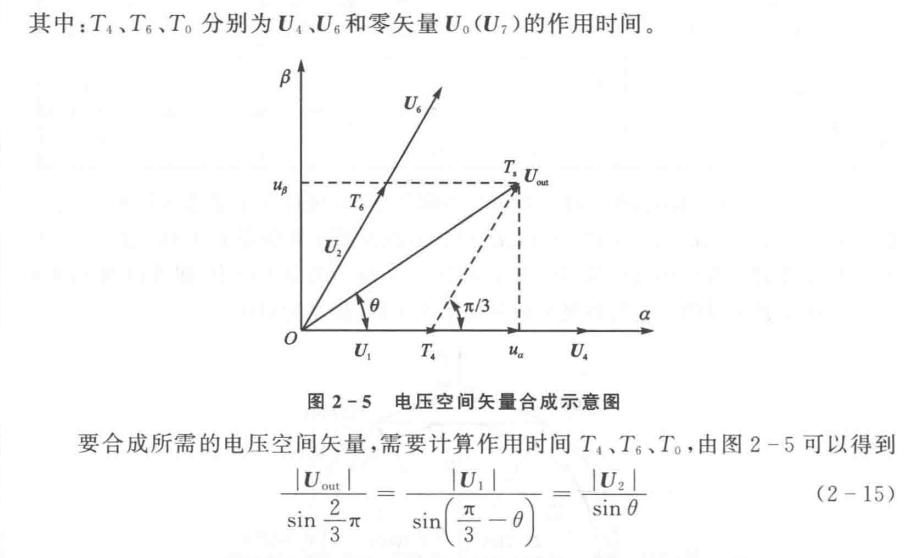 其中:T₄、T₆、T₀ 分别为 U₄、U₆和零矢量 U₀(U₇)的作用时间。
β
U₆
Tₛ U_out
u_β
T₆
U₂
θ
π/3
α
O
U₁
T₄
u_α
U₄
图 2-5 电压空间矢量合成示意图
要合成所需的电压空间矢量,需要计算作用时间 T₄、T₆、T₀,由图 2-5 可以得到
|U_out| / sin(2/3 π) = |U₁| / sin(π/3 − θ) = |U₂| / sin θ (2-15)